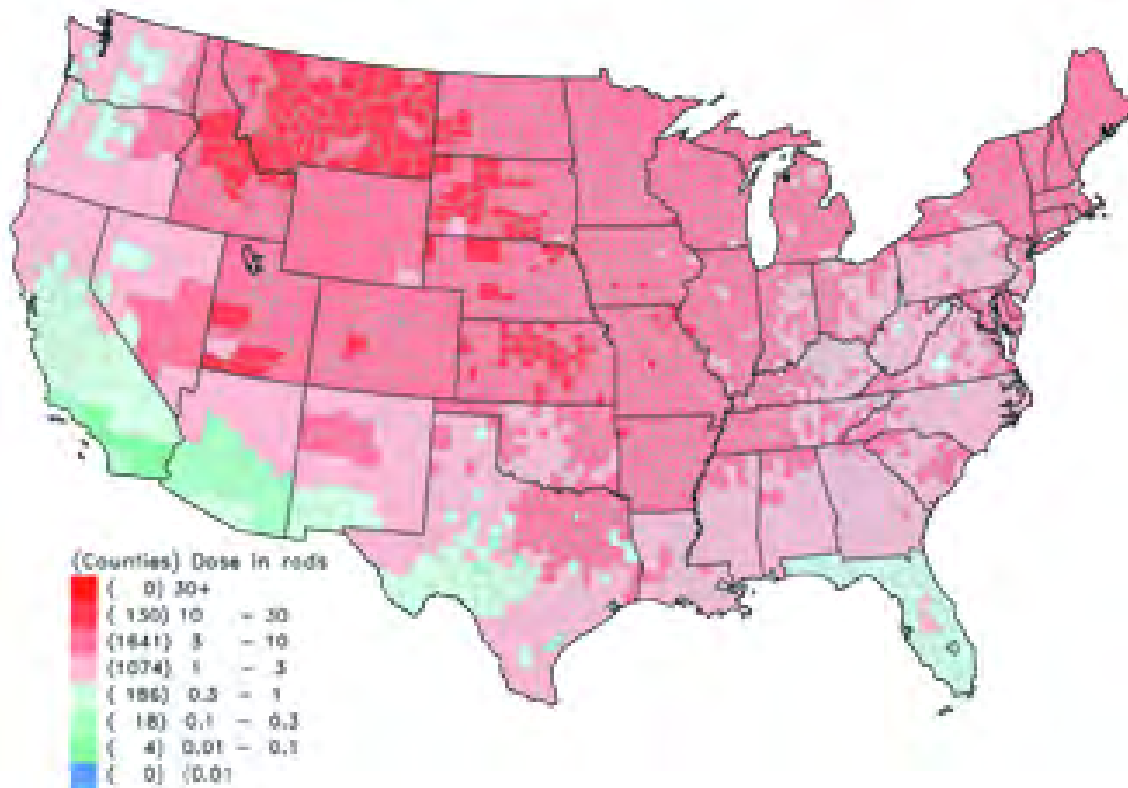 (Counties) Dose in rads
( 0) 30+
( 130) 10 - 30
(1641) 3 - 10
(1074) 1 - 3
( 186) 0.3 - 1
( 18) 0.1 - 0.3
( 4) 0.01 - 0.1
( 0) <0.01